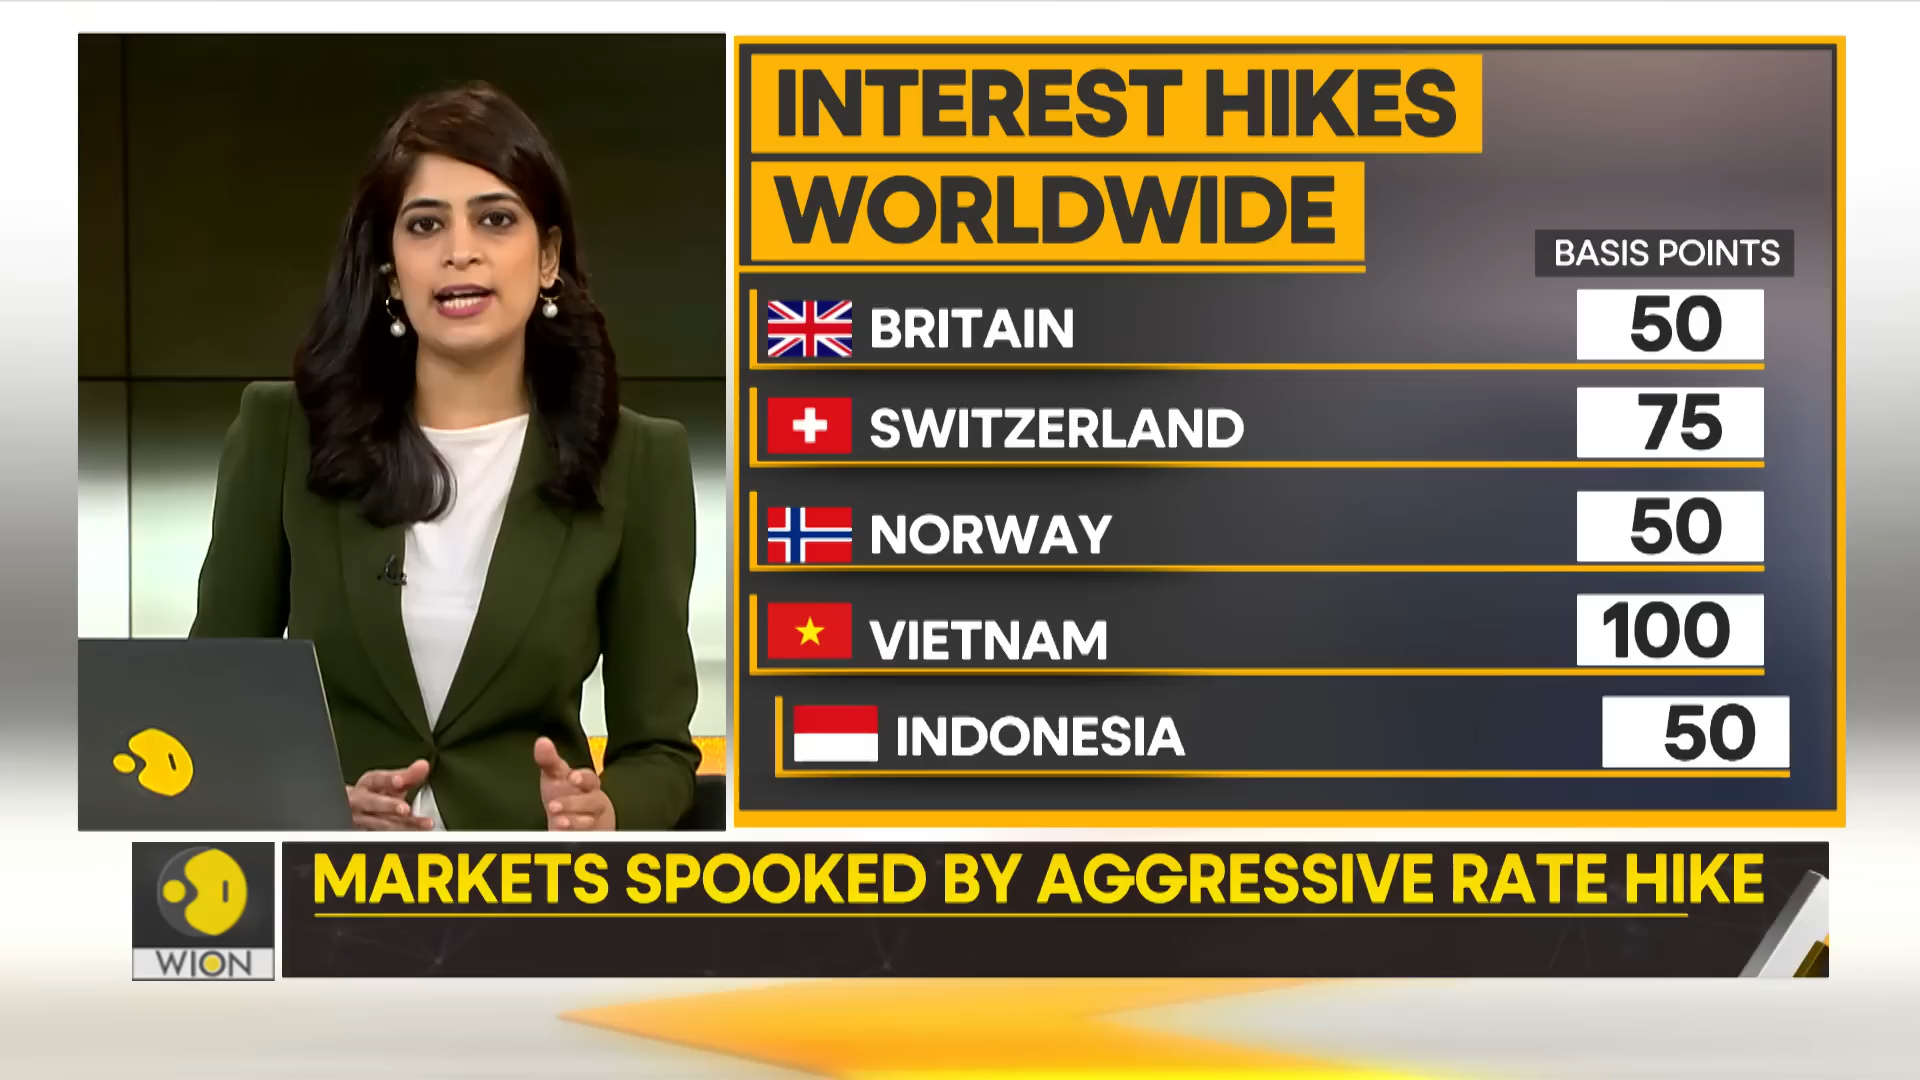 INTEREST HIKES
WORLDWIDE
BASIS POINTS
BRITAIN 50
SWITZERLAND 75
NORWAY 50
VIETNAM 100
INDONESIA 50
MARKETS SPOOKED BY AGGRESSIVE RATE HIKE
WION